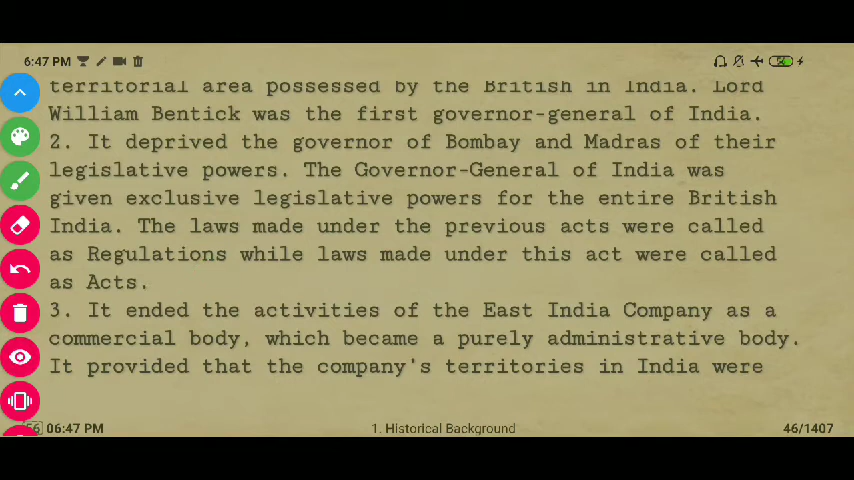 6:47 PM
territorial area possessed by the British in India. Lord
William Bentick was the first governor-general of India.
2. It deprived the governor of Bombay and Madras of their
legislative powers. The Governor-General of India was
given exclusive legislative powers for the entire British
India. The laws made under the previous acts were called
as Regulations while laws made under this act were called
as Acts.
3. It ended the activities of the East India Company as a
commercial body, which became a purely administrative body.
It provided that the company's territories in India were
06:47 PM 1. Historical Background 46/1407